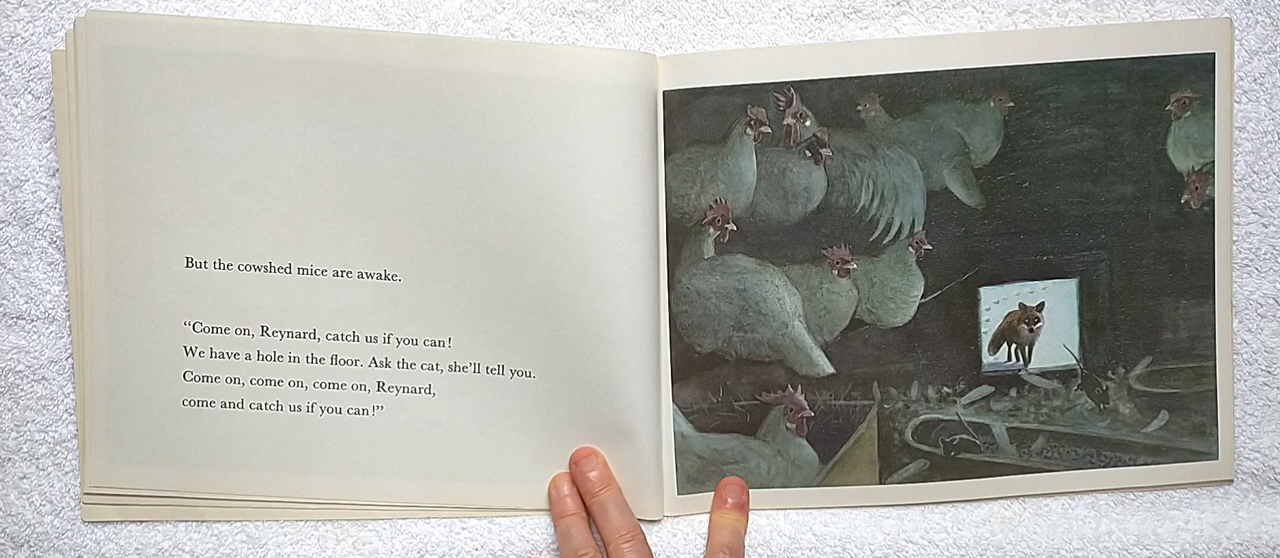 But the cowshed mice are awake.
“Come on, Reynard, catch us if you can!
We have a hole in the floor. Ask the cat, she’ll tell you.
Come on, come on, come on, Reynard,
come and catch us if you can!”